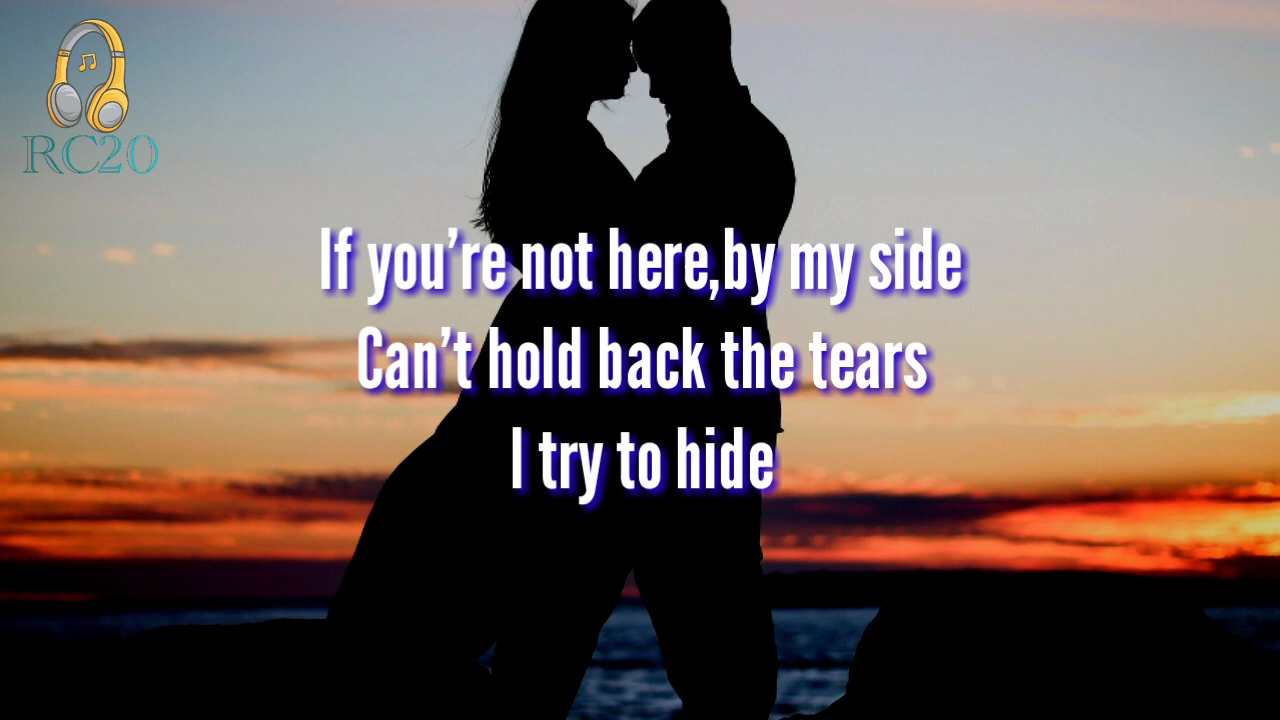 RC20
If you’re not here,by my side
Can’t hold back the tears
I try to hide